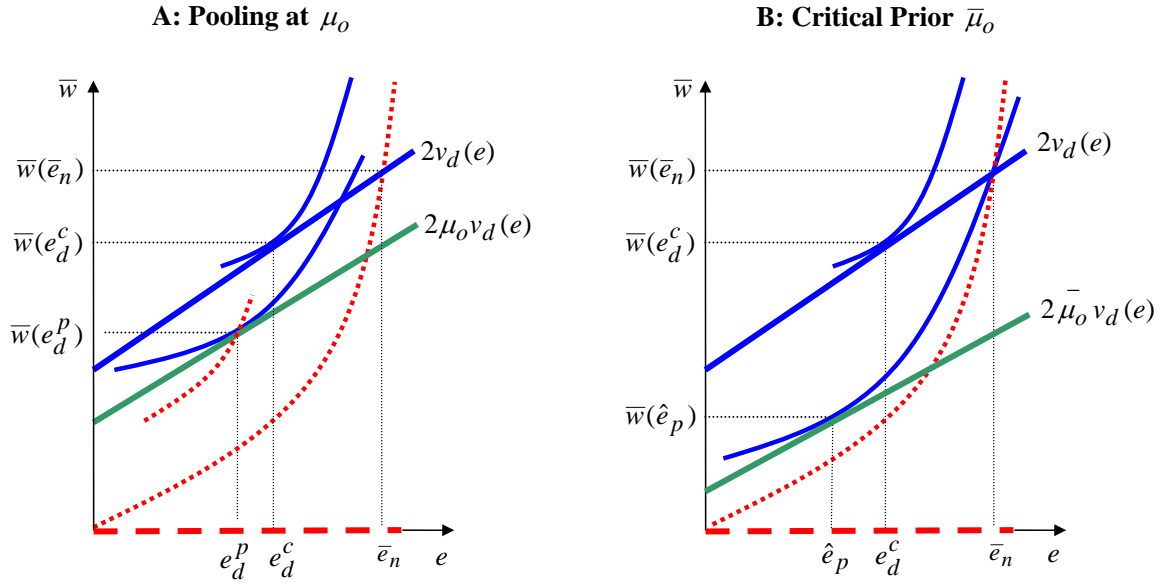 A: Pooling at μ_o
w̄
w̄(ē_n)
w̄(e_d^c)
w̄(e_d^p)
2v_d(e)
2μ_o v_d(e)
e_d^p
e_d^c
ē_n
e
B: Critical Prior μ̄_o
w̄
w̄(ē_n)
w̄(e_d^c)
w̄(ê_p)
2v_d(e)
2μ̄_o v_d(e)
ê_p
e_d^c
ē_n
e